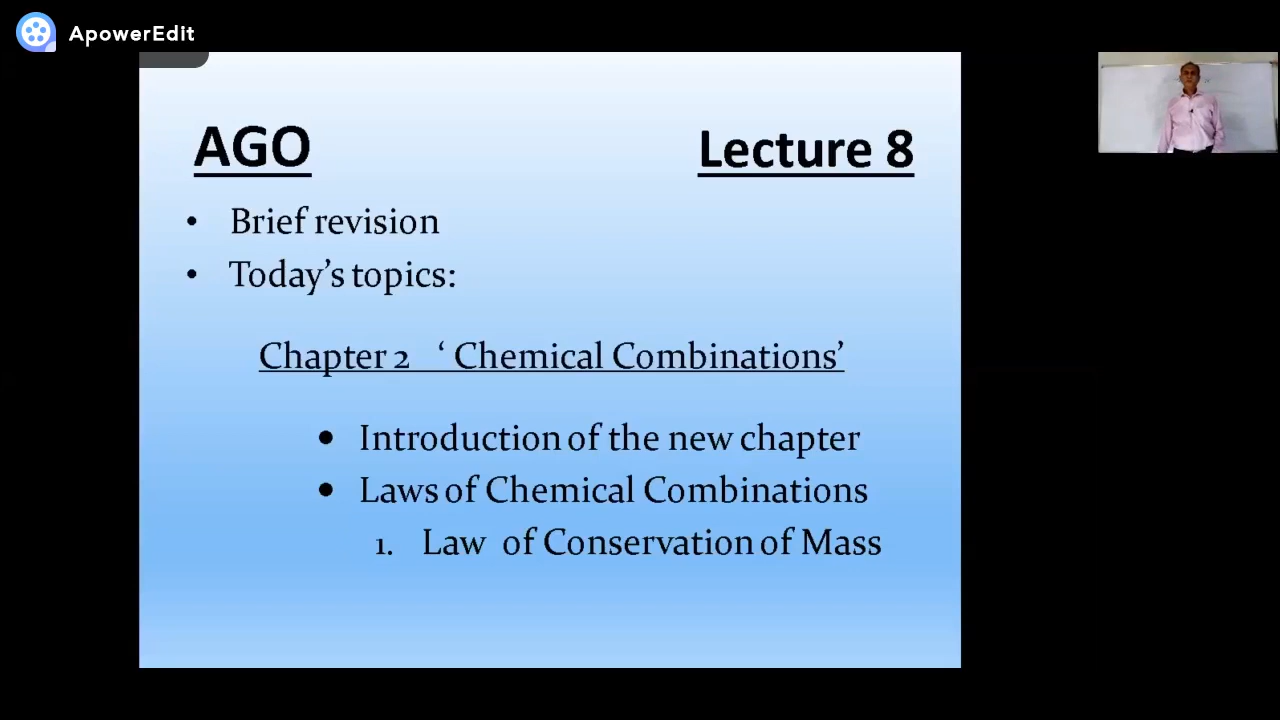 ApowerEdit
AGO
Lecture 8
• Brief revision
• Today’s topics:
Chapter 2 ‘ Chemical Combinations’
• Introduction of the new chapter
• Laws of Chemical Combinations
1. Law of Conservation of Mass